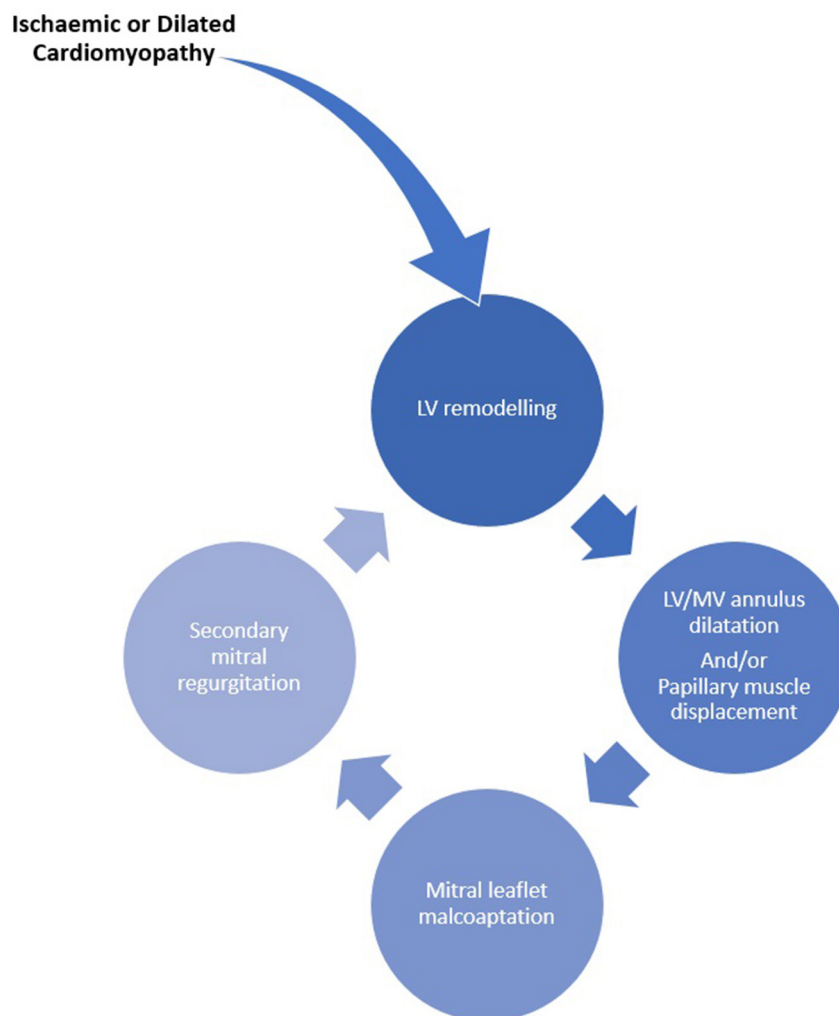 Ischaemic or Dilated
Cardiomyopathy
LV remodelling
LV/MV annulus
dilatation
And/or
Papillary muscle
displacement
Mitral leaflet
malcoaptation
Secondary
mitral
regurgitation